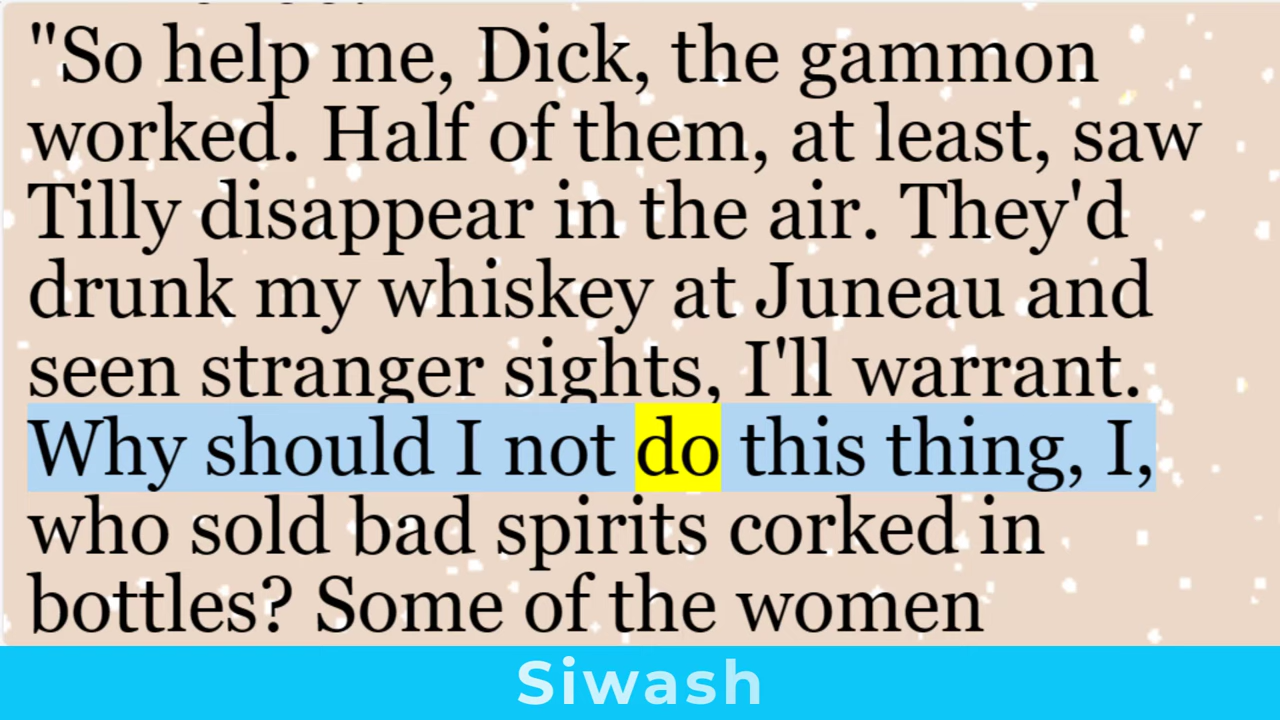 "So help me, Dick, the gammon
worked. Half of them, at least, saw
Tilly disappear in the air. They'd
drunk my whiskey at Juneau and
seen stranger sights, I'll warrant.
Why should I not do this thing, I,
who sold bad spirits corked in
bottles? Some of the women
Siwash